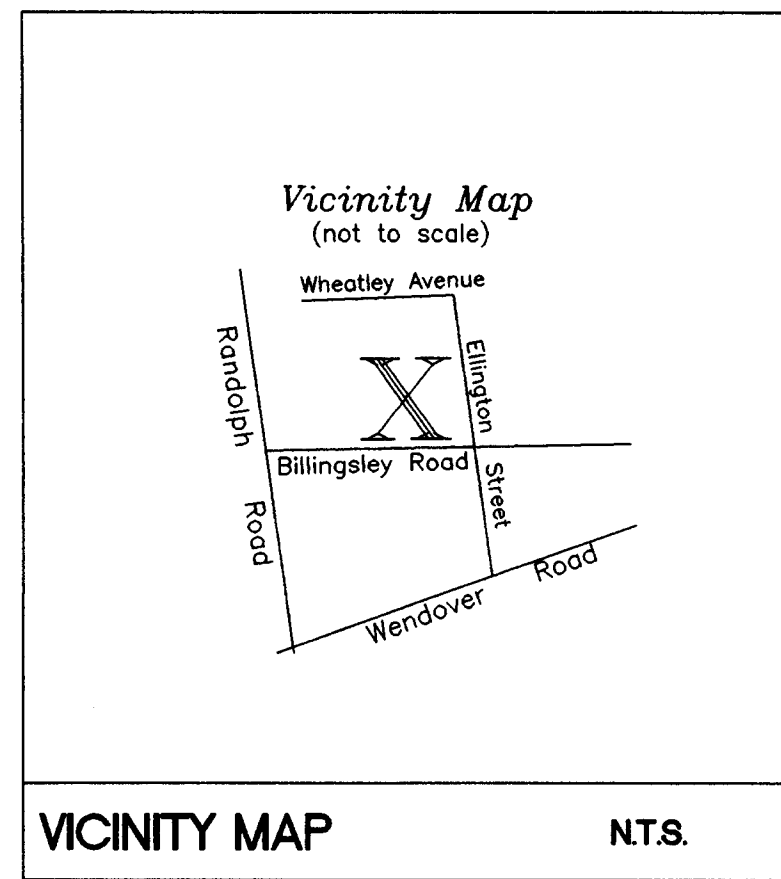 Vicinity Map
(not to scale)
Wheatley Avenue
Randolph Road
Ellington Street
X
Billingsley Road
Wendover Road
VICINITY MAP N.T.S.